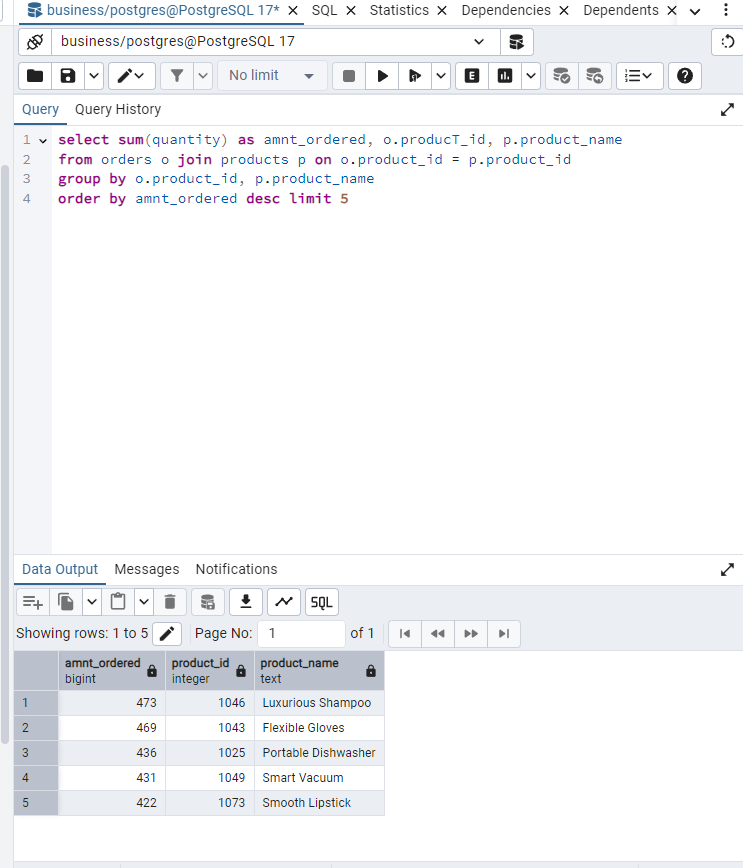 business/postgres@PostgreSQL 17* SQL Statistics Dependencies Dependents
business/postgres@PostgreSQL 17
No limit E
Query Query History
1 select sum(quantity) as amnt_ordered, o.producT_id, p.product_name
2 from orders o join products p on o.product_id = p.product_id
3 group by o.product_id, p.product_name
4 order by amnt_ordered desc limit 5
Data Output Messages Notifications
SQL
Showing rows: 1 to 5 Page No: 1 of 1
amnt_ordered product_id product_name
bigint integer text
1 473 1046 Luxurious Shampoo
2 469 1043 Flexible Gloves
3 436 1025 Portable Dishwasher
4 431 1049 Smart Vacuum
5 422 1073 Smooth Lipstick